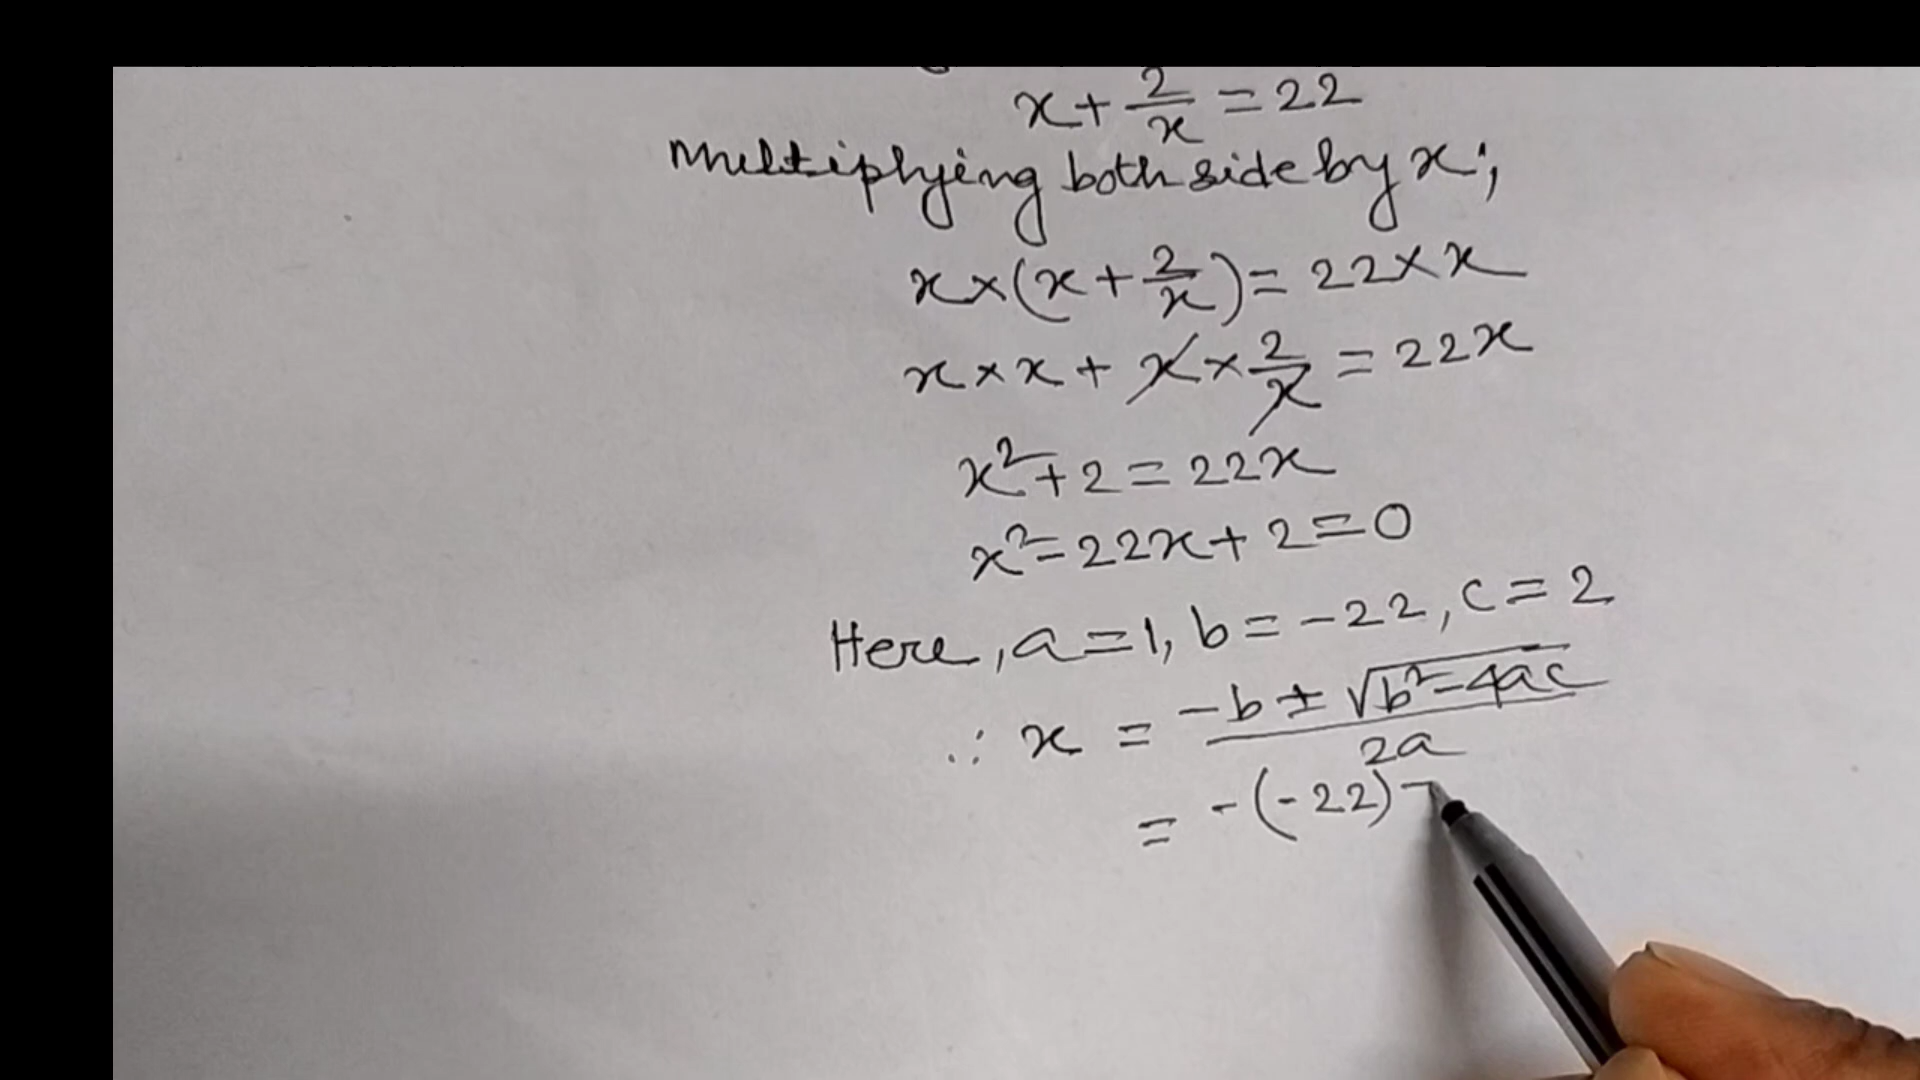 x + 2/x = 22
Multiplying both side by x;
x × (x + 2/x) = 22 × x
x × x + x × 2/x = 22x
x² + 2 = 22x
x² - 22x + 2 = 0
Here, a = 1, b = -22, c = 2
∴ x = -b ± √b² - 4ac / 2a
= -(-22)